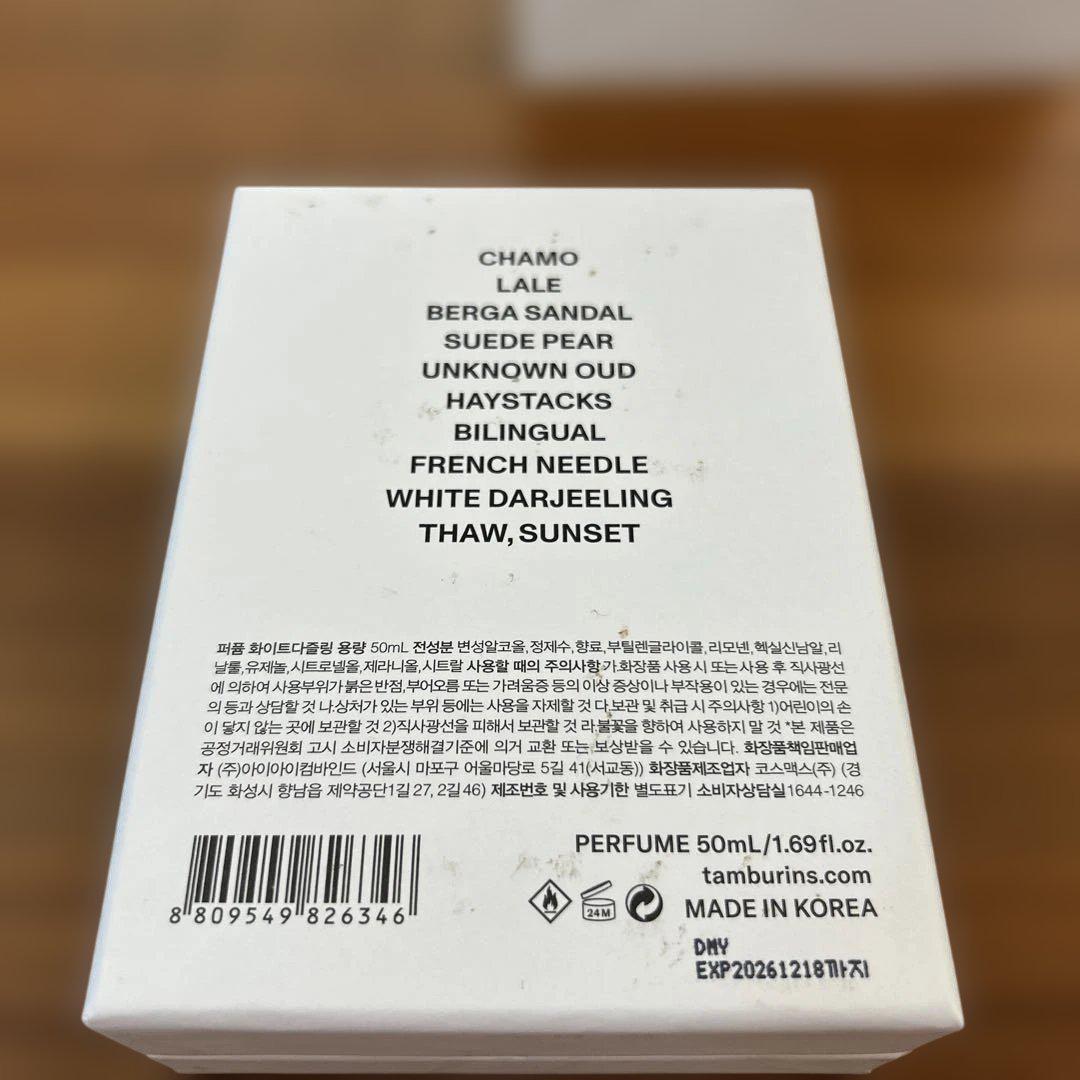 CHAMO
LALE
BERGA SANDAL
SUEDE PEAR
UNKNOWN OUD
HAYSTACKS
BILINGUAL
FRENCH NEEDLE
WHITE DARJEELING
THAW, SUNSET
퍼퓸 화이트다즐링 용량 50mL 전성분 변성알코올,정제수,향료,부틸렌글라이콜,리모넨,헥실신남알,리
날룰,유제놀,시트로넬올,제라니올,시트랄 사용할 때의 주의사항 가.화장품 사용 시 또는 사용 후 직사광선
에 의하여 사용부위가 붉은 반점,부어오름 또는 가려움증 등의 이상 증상이나 부작용이 있는 경우에는 전문
의 등과 상담할 것 나.상처가 있는 부위 등에는 사용을 자제할 것 다.보관 및 취급 시 주의사항 1)어린이의 손
이 닿지 않는 곳에 보관할 것 2)직사광선을 피해서 보관할 것 라.불꽃을 향하여 사용하지 말 것 *본 제품은
공정거래위원회 고시 소비자분쟁해결기준에 의거 교환 또는 보상받을 수 있습니다. 화장품책임판매업
자 (주)아이아이컴바인드 (서울시 마포구 어울마당로 5길 41(서교동)) 화장품제조업자 코스맥스(주) (경
기도 화성시 향남읍 제약공단1길 27, 2길 46) 제조번호 및 사용기한 별도표기 소비자상담실 1644-1246
PERFUME 50mL/1.69fl.oz.
tamburins.com
24M
MADE IN KOREA
8 809549 826346
DMY
EXP20261218까지